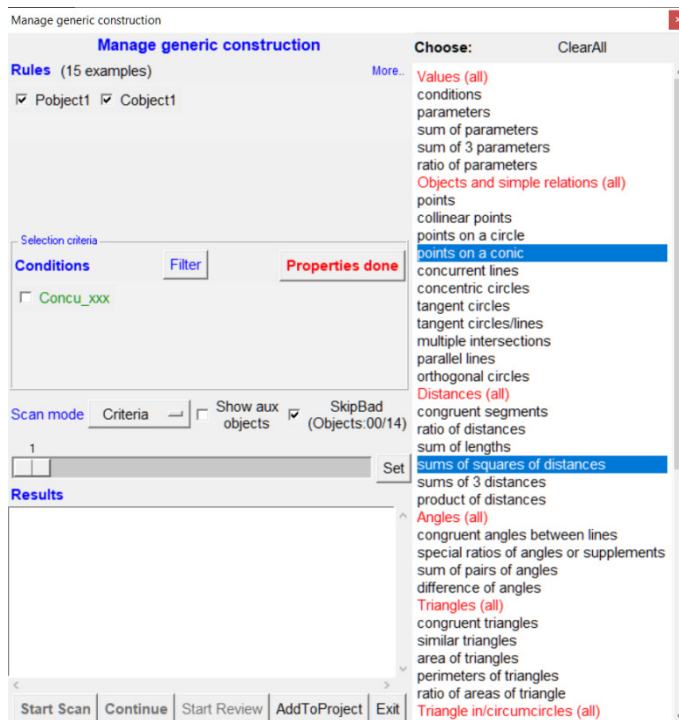 Manage generic construction
Manage generic construction
Rules (15 examples) More..
Pobject1 Cobject1
Selection criteria
Conditions Filter Properties done
Concu_xxx
Scan mode Criteria Show aux objects SkipBad (Objects:00/14)
1
Set
Results
Start Scan Continue Start Review AddToProject Exit
Choose: ClearAll
Values (all)
conditions
parameters
sum of parameters
sum of 3 parameters
ratio of parameters
Objects and simple relations (all)
points
collinear points
points on a circle
points on a conic
concurrent lines
concentric circles
tangent circles
tangent circles/lines
multiple intersections
parallel lines
orthogonal circles
Distances (all)
congruent segments
ratio of distances
sum of lengths
sums of squares of distances
sums of 3 distances
product of distances
Angles (all)
congruent angles between lines
special ratios of angles or supplements
sum of pairs of angles
difference of angles
Triangles (all)
congruent triangles
similar triangles
area of triangles
perimeters of triangles
ratio of areas of triangle
Triangle in/circumcircles (all)